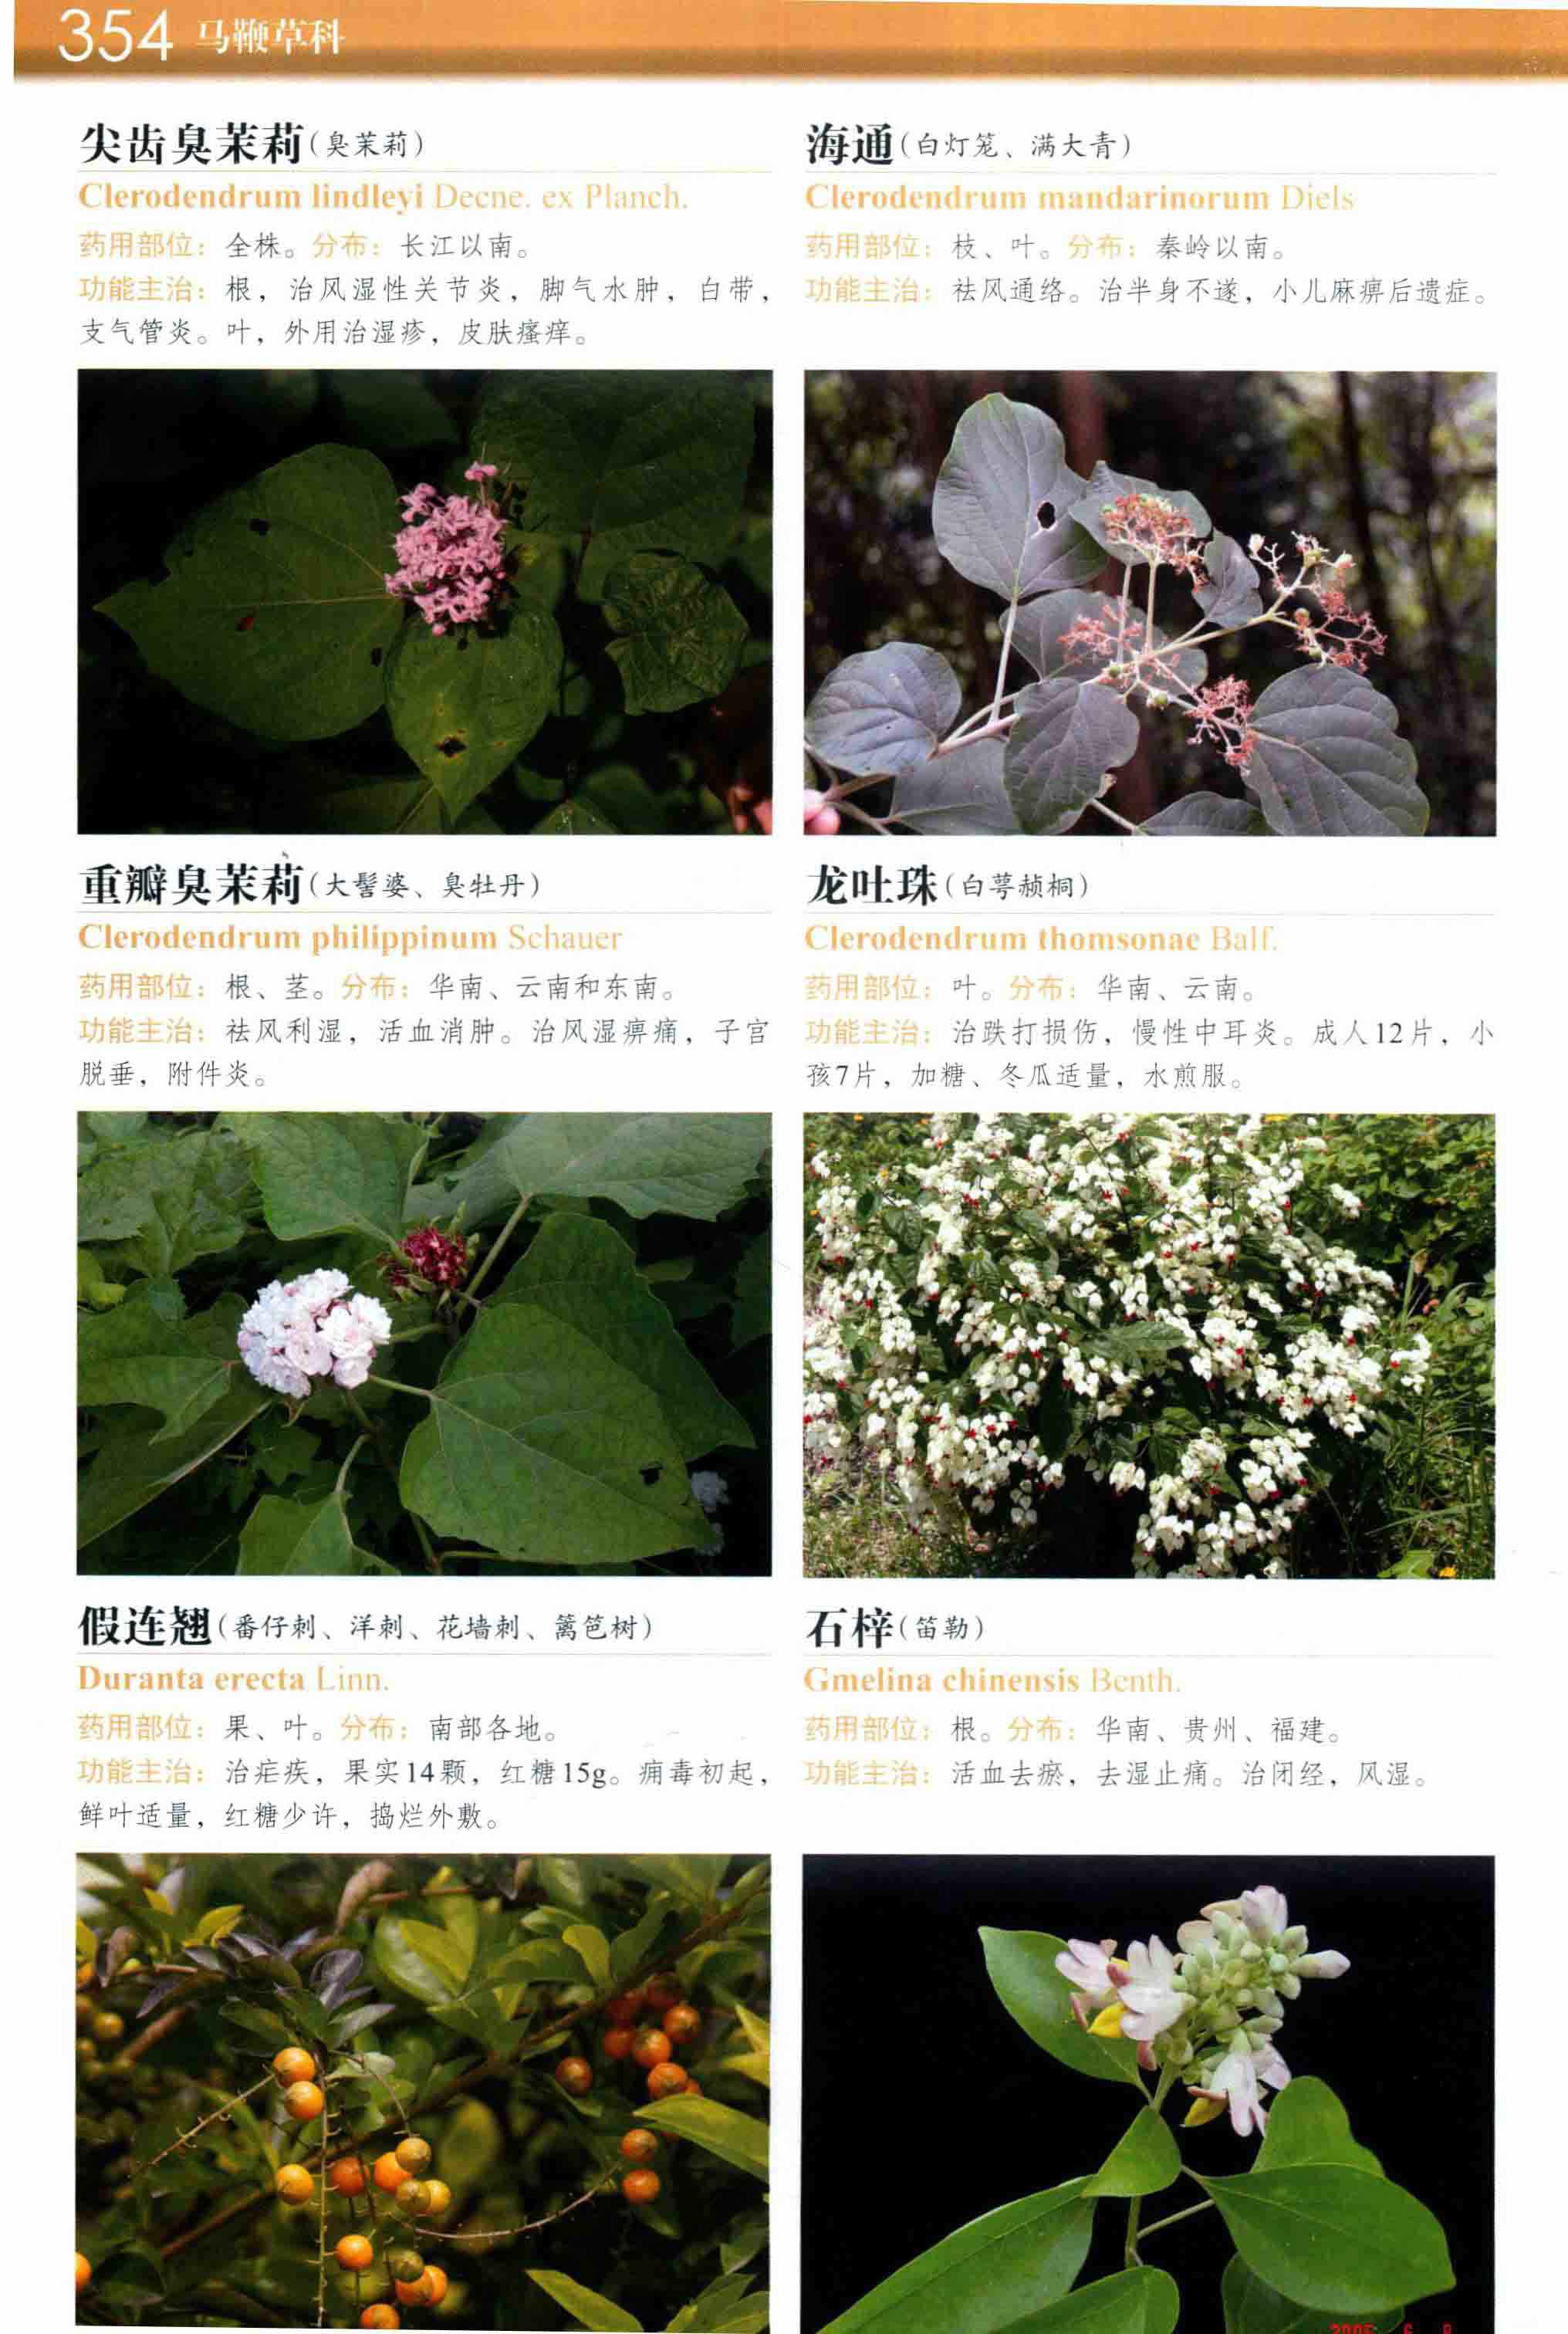 354 马鞭草科
尖齿臭茉莉(臭茉莉)
Clerodendrum lindleyi Decne. ex Planch.
药用部位：全株。分布：长江以南。
功能主治：根，治风湿性关节炎，脚气水肿，白带，
支气管炎。叶，外用治湿疹，皮肤瘙痒。
海通(白灯笼、满大青)
Clerodendrum mandarinorum Diels
药用部位：枝、叶。分布：秦岭以南。
功能主治：祛风通络。治半身不遂，小儿麻痹后遗症。
重瓣臭茉莉(大髻婆、臭牡丹)
Clerodendrum philippinum Schauer
药用部位：根、茎。分布：华南、云南和东南。
功能主治：祛风利湿，活血消肿。治风湿痹痛，子宫
脱垂，附件炎。
龙吐珠(白萼赪桐)
Clerodendrum thomsonae Balf.
药用部位：叶。分布：华南、云南。
功能主治：治跌打损伤，慢性中耳炎。成人12片，小
孩7片，加糖、冬瓜适量，水煎服。
假连翘(番仔刺、洋刺、花墙刺、篱笆树)
Duranta erecta Linn.
药用部位：果、叶。分布：南部各地。
功能主治：治疟疾，果实14颗，红糖15g。痈毒初起，
鲜叶适量，红糖少许，捣烂外敷。
石梓(笛勒)
Gmelina chinensis Benth.
药用部位：根。分布：华南、贵州、福建。
功能主治：活血去瘀，去湿止痛。治闭经，风湿。